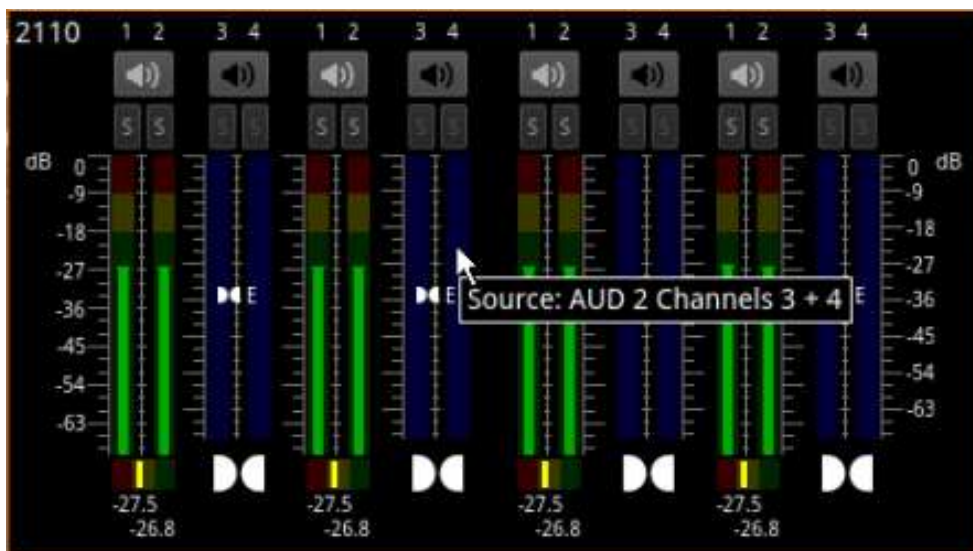 2110 1 2 3 4 1 2 3 4 1 2 3 4 1 2 3 4
S S S S S S S S S S S S S S S S
dB 0 0 dB
-9 -9
-18 -18
-27 -27
Source: AUD 2 Channels 3 + 4
-36 E E E -36
-45 -45
-54 -54
-63 -63
-27.5 -27.5 -27.5 -27.5
-26.8 -26.8 -26.8 -26.8